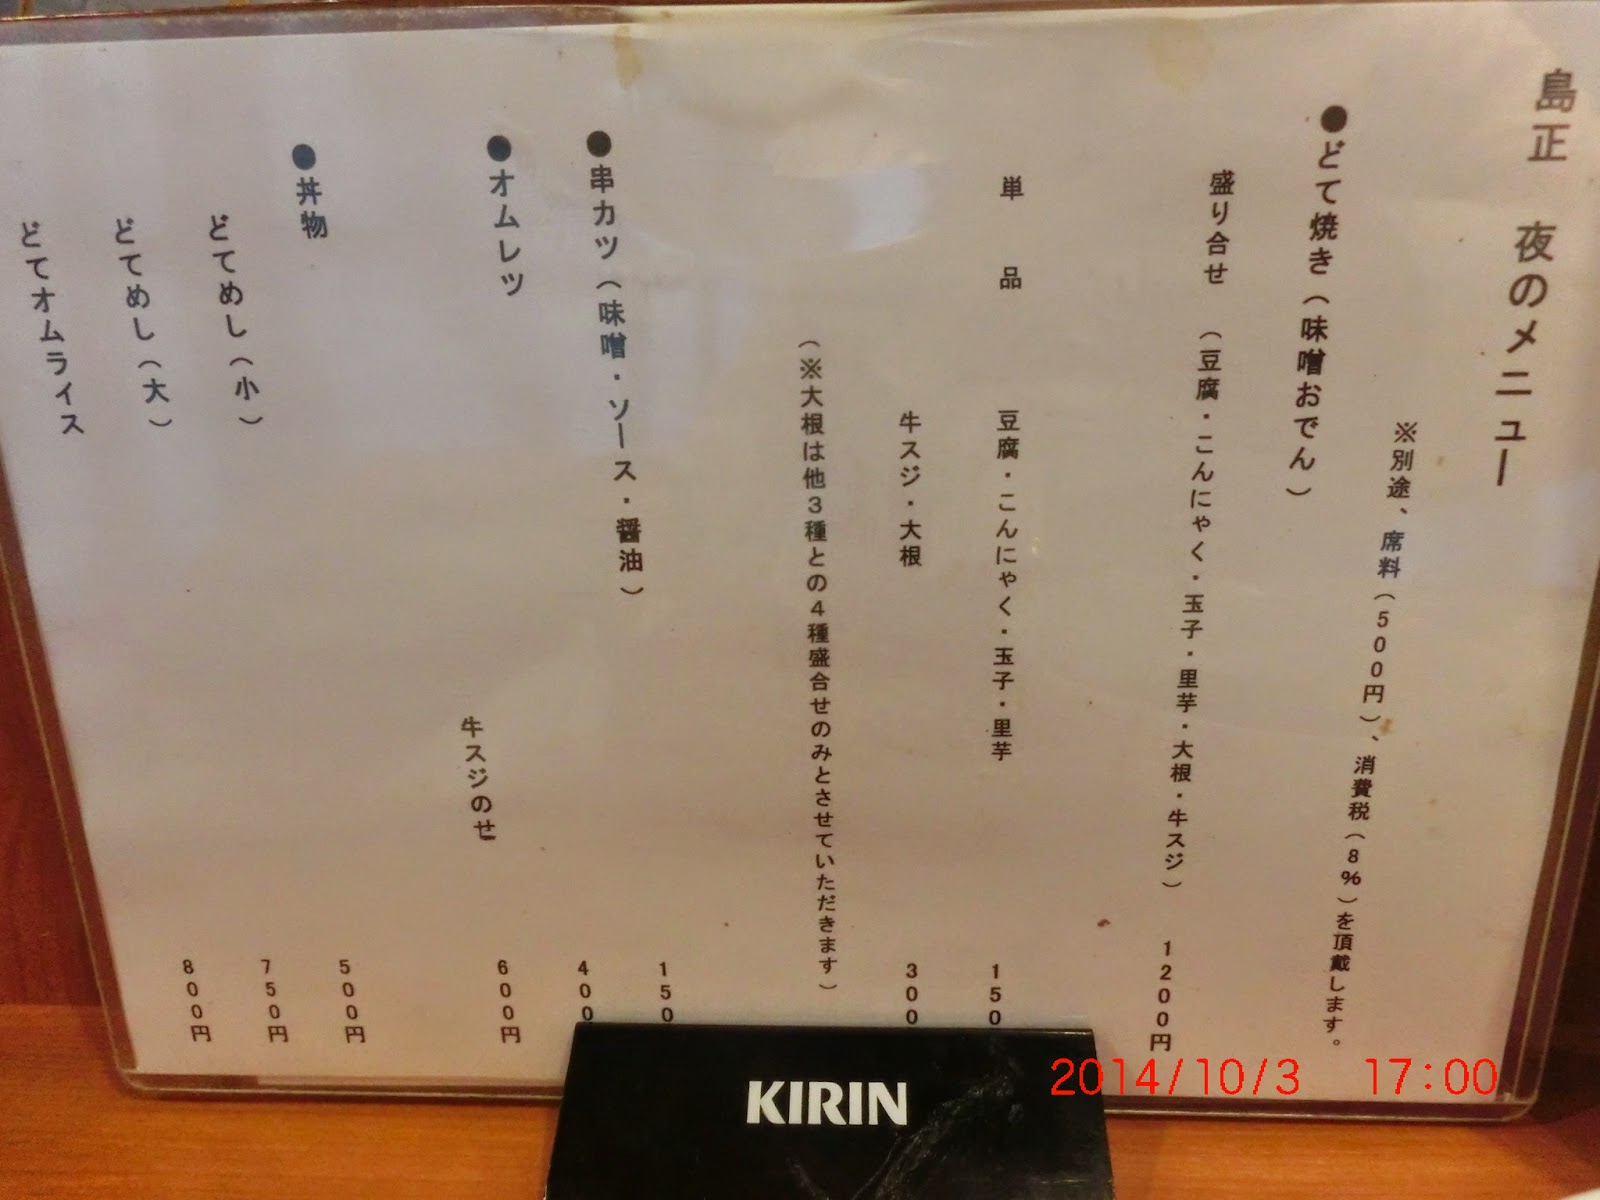 島正　夜のメニュー
※別途、席料（５００円）、消費税（８％）を頂戴します。
●どて焼き（味噌おでん）
盛り合せ　（豆腐・こんにゃく・玉子・里芋・大根・牛スジ）　１２００円
単　品　豆腐・こんにゃく・玉子・里芋　１５０
牛スジ・大根　３００
（※大根は他３種との４種盛合せのみとさせていただきます）
●串カツ（味噌・ソース・醤油）　１５０
４００
●オムレツ　６００円
牛スジのせ
●丼物
どてめし（小）　５００円
どてめし（大）　７５０円
どてオムライス　８００円
KIRIN
2014/10/3 17:00